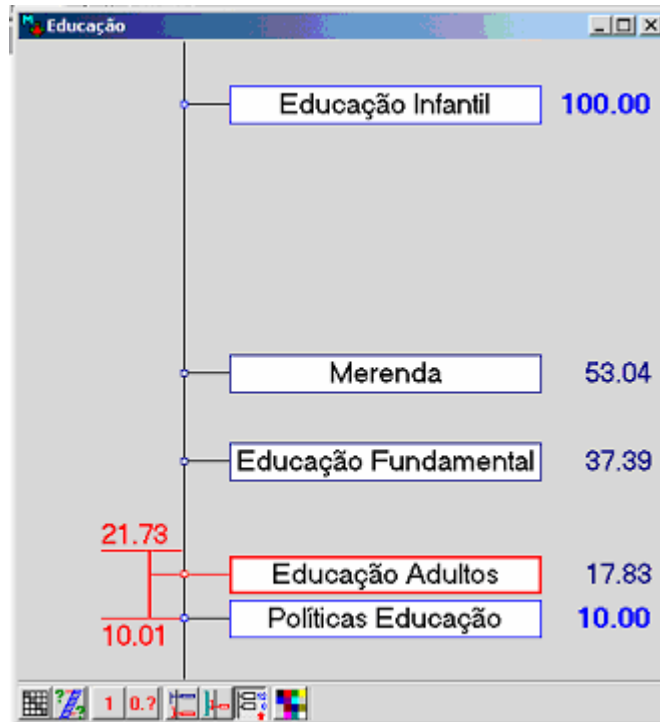 Educação
Educação Infantil 100.00
Merenda 53.04
Educação Fundamental 37.39
21.73
Educação Adultos 17.83
Políticas Educação 10.00
10.01
1 0.?